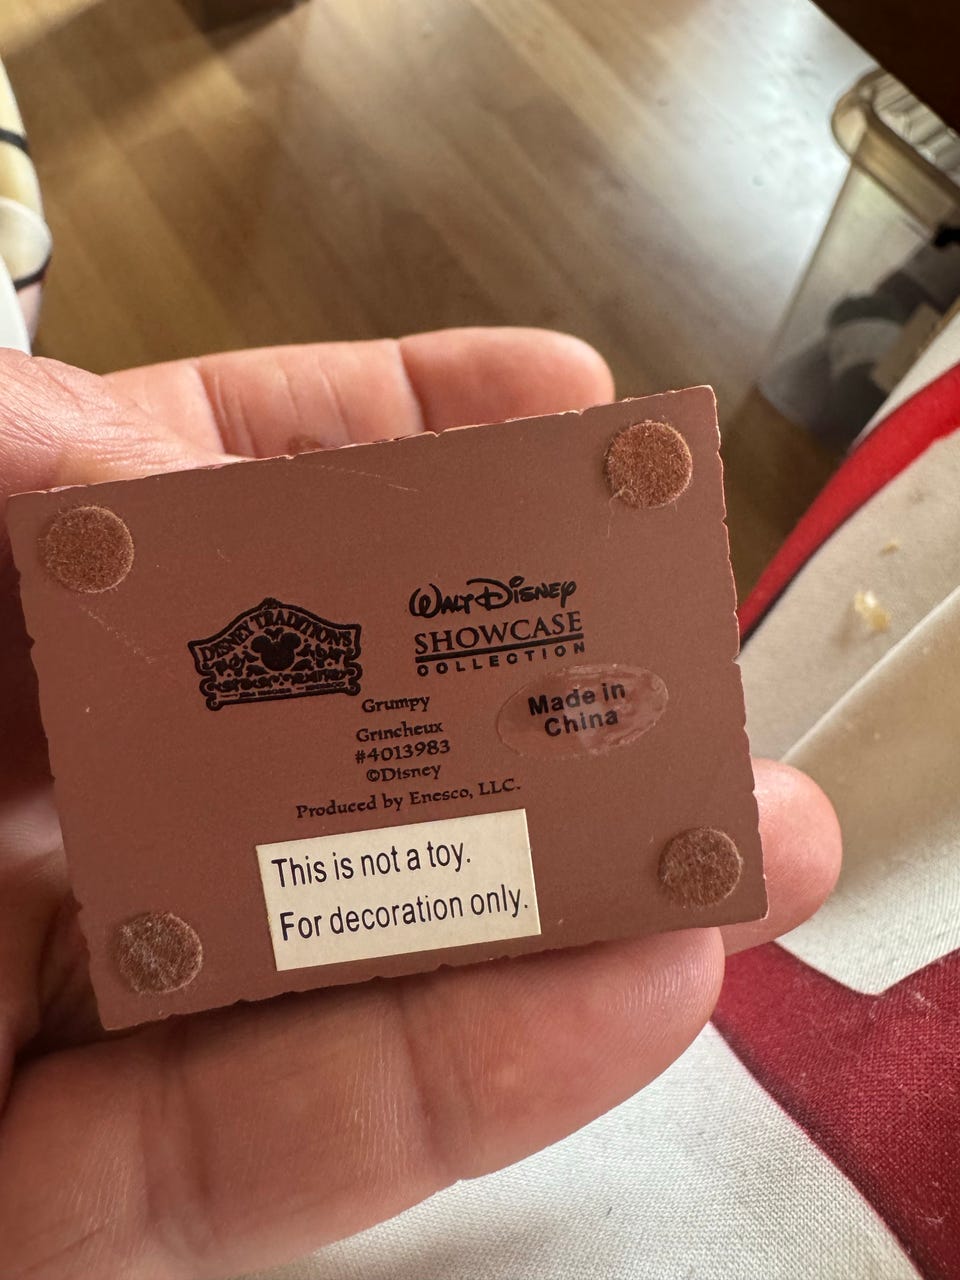 DISNEY TRADITIONS
WALT DISNEY
SHOWCASE
COLLECTION
Grumpy
Grincheux
#4013983
©Disney
Produced by Enesco, LLC.
Made in
China
This is not a toy.
For decoration only.